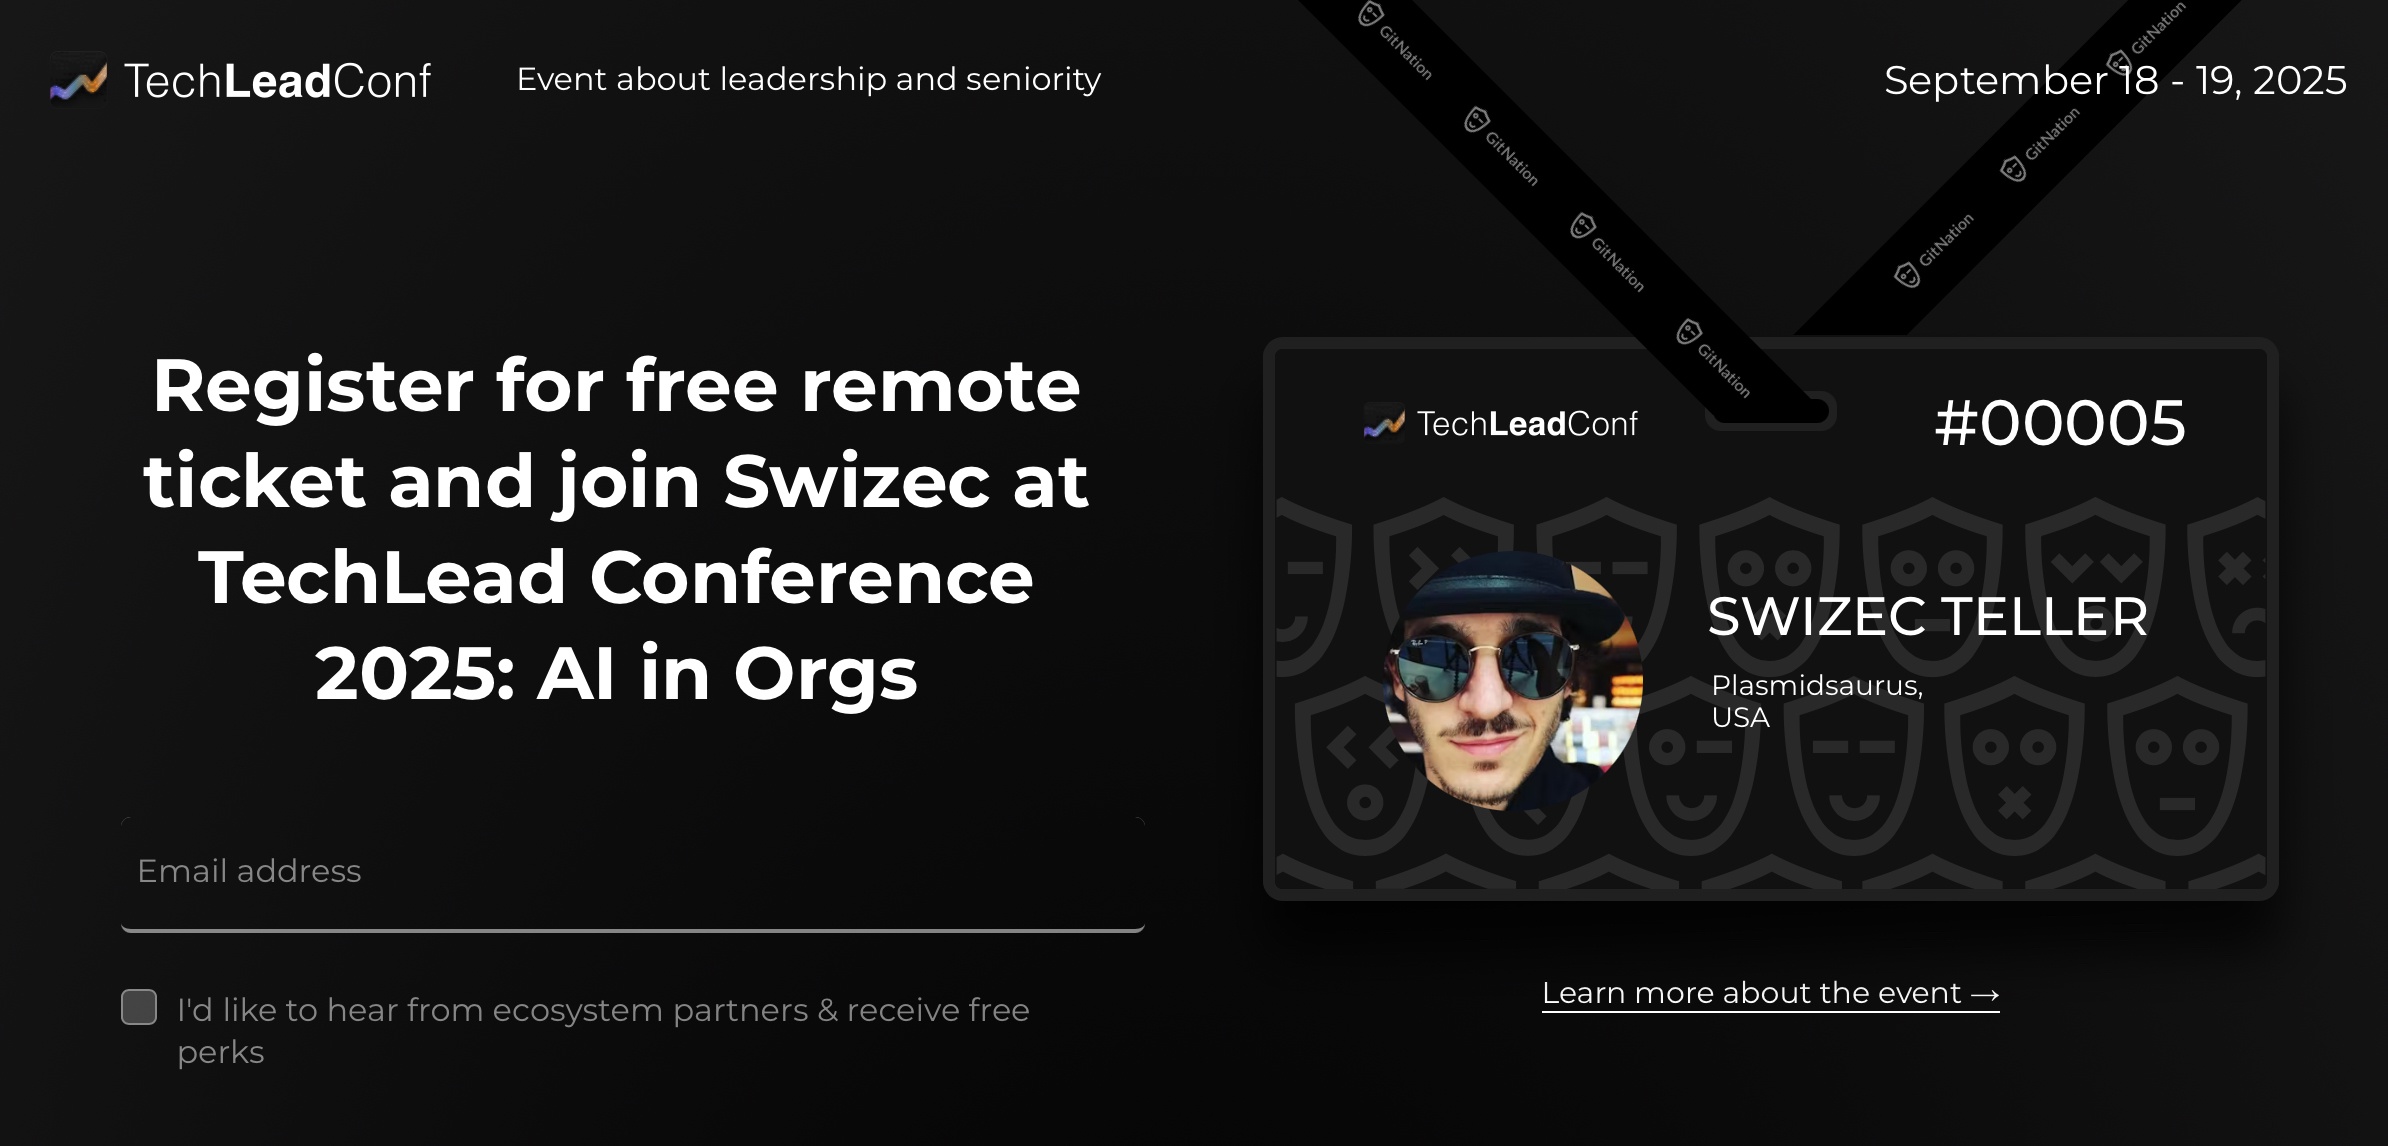 TechLeadConf
Event about leadership and seniority
September 18 - 19, 2025
GitNation
GitNation
GitNation
GitNation
GitNation
GitNation
GitNation
Register for free remote
ticket and join Swizec at
TechLead Conference
2025: AI in Orgs
Email address
I'd like to hear from ecosystem partners & receive free
perks
TechLeadConf
#00005
SWIZEC TELLER
Plasmidsaurus,
USA
Learn more about the event →